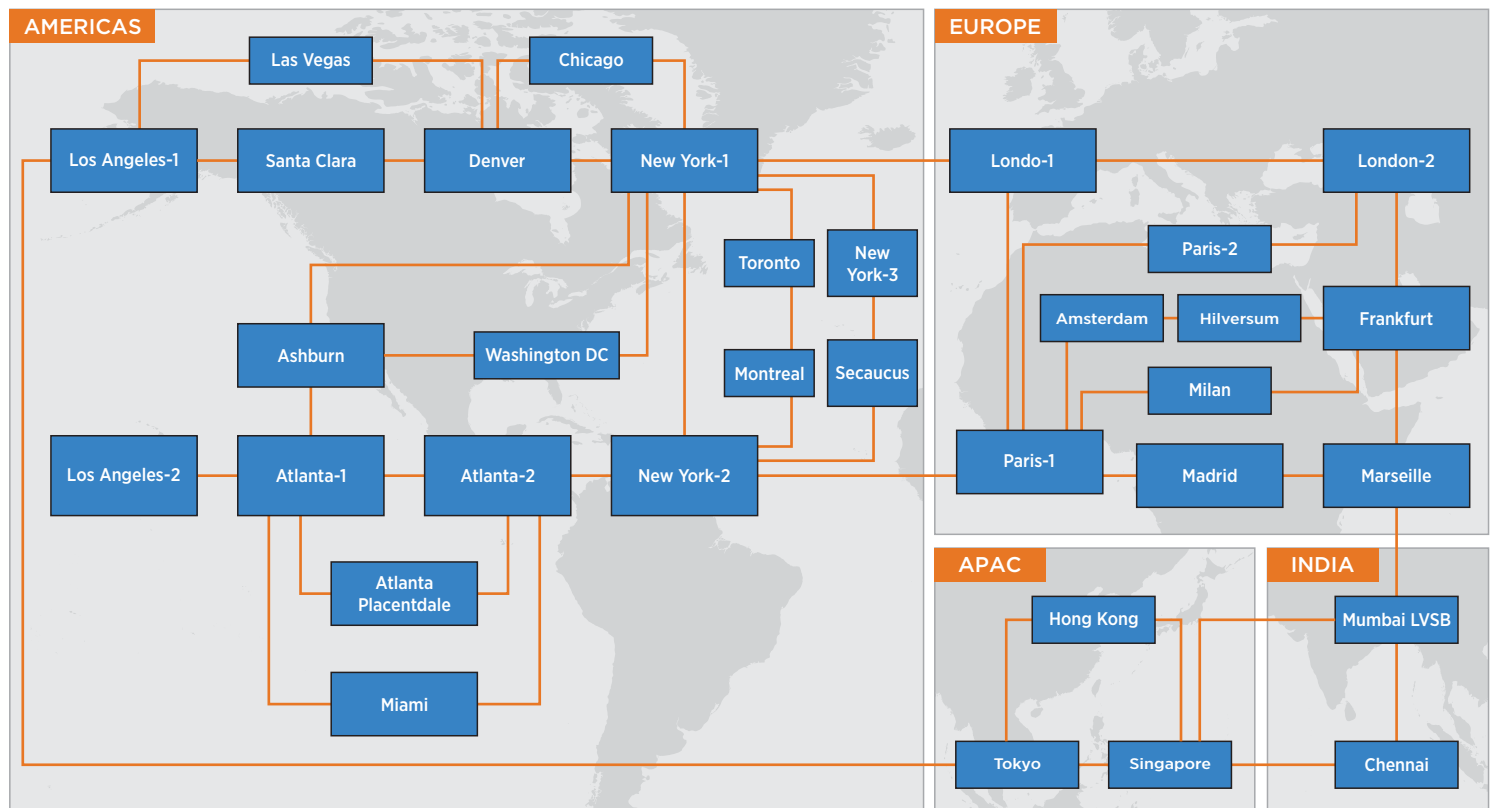 AMERICAS
EUROPE
Las Vegas
Chicago
Los Angeles-1
Santa Clara
Denver
New York-1
Londo-1
London-2
Toronto
New
York-3
Paris-2
Amsterdam
Hilversum
Frankfurt
Ashburn
Washington DC
Montreal
Secaucus
Milan
Los Angeles-2
Atlanta-1
Atlanta-2
New York-2
Paris-1
Madrid
Marseille
APAC
INDIA
Atlanta
Placentdale
Hong Kong
Mumbai LVSB
Miami
Tokyo
Singapore
Chennai